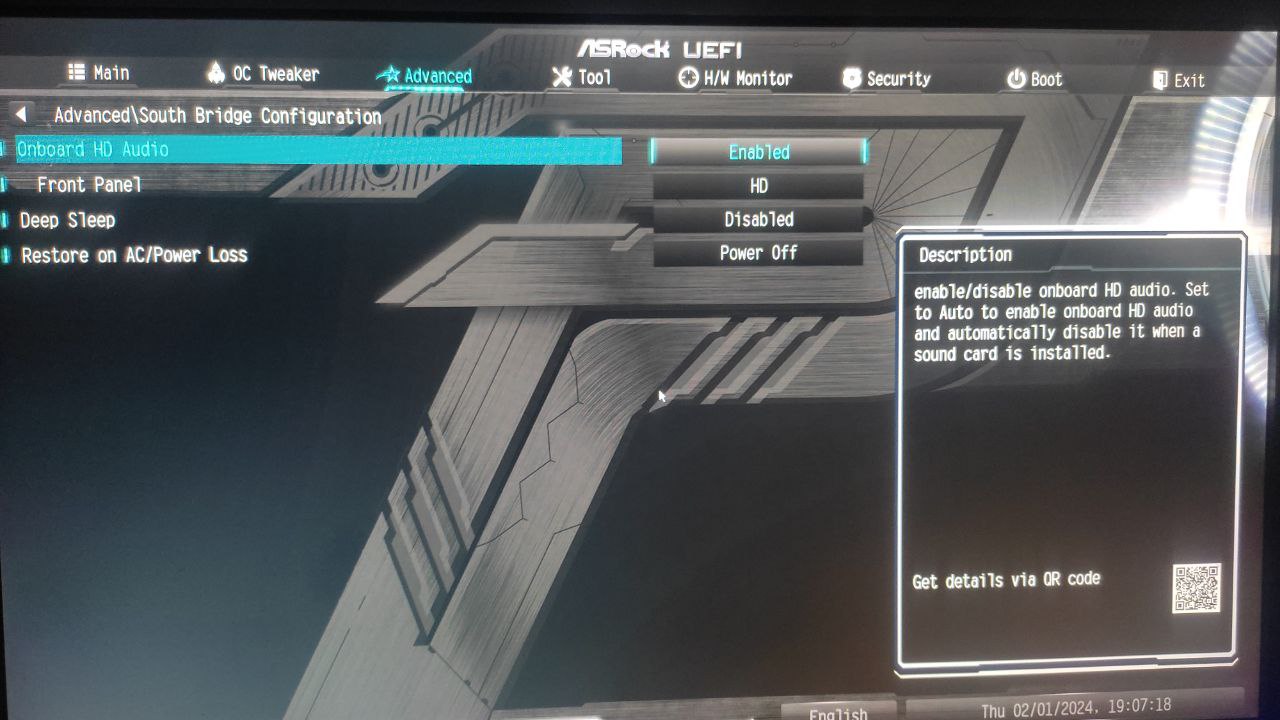 ASRock UEFI
Main
OC Tweaker
Advanced
Tool
H/W Monitor
Security
Boot
Exit
Advanced\South Bridge Configuration
Onboard HD Audio
Enabled
Front Panel
HD
Deep Sleep
Disabled
Restore on AC/Power Loss
Power Off
Description
enable/disable onboard HD audio. Set
to Auto to enable onboard HD audio
and automatically disable it when a
sound card is installed.
Get details via QR code
English
Thu 02/01/2024, 19:07:18